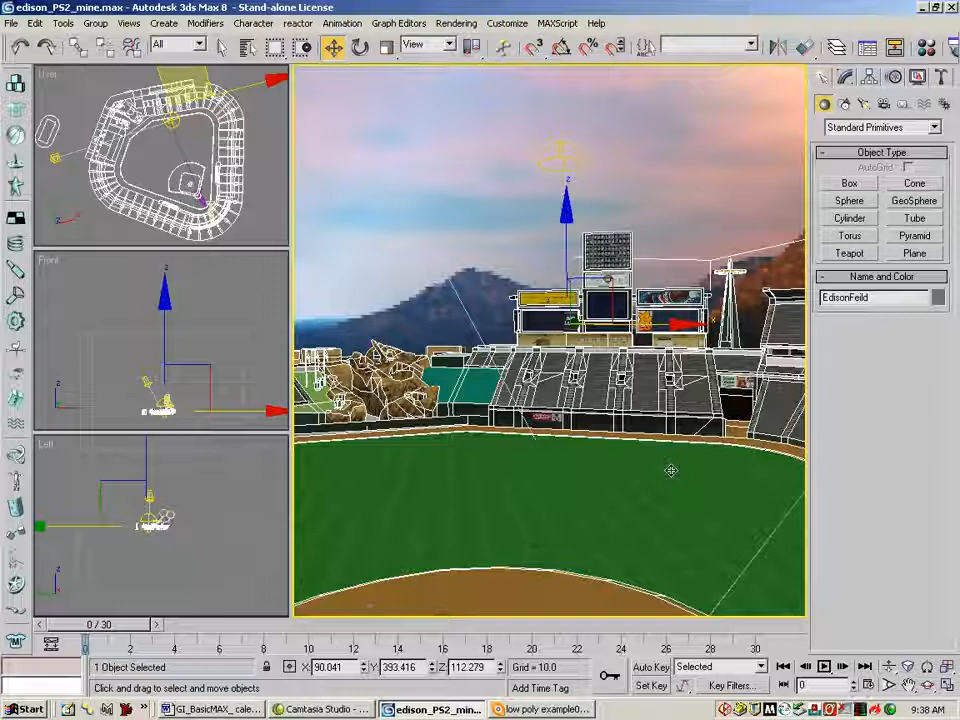 edison_PS2_mine.max - Autodesk 3ds Max 8 - Stand-alone License
File Edit Tools Group Views Create Modifiers Character reactor Animation Graph Editors Rendering Customize MAXScript Help
All
View
User
Front
Left
Standard Primitives
Object Type
AutoGrid
Box Cone
Sphere GeoSphere
Cylinder Tube
Torus Pyramid
Teapot Plane
Name and Color
EdisonFeild
0 / 30
0 2 4 6 8 10 12 14 16 18 20 22 24 26 28 30
1 Object Selected X: 90.041 Y: 393.416 Z: 112.279 Grid = 10.0 Auto Key Selected
Click and drag to select and move objects Add Time Tag Set Key Key Filters... 0
Start GI_BasicMAX_ cale... Camtasia Studio - ... edison_PS2_min... low poly example0... 9:38 AM